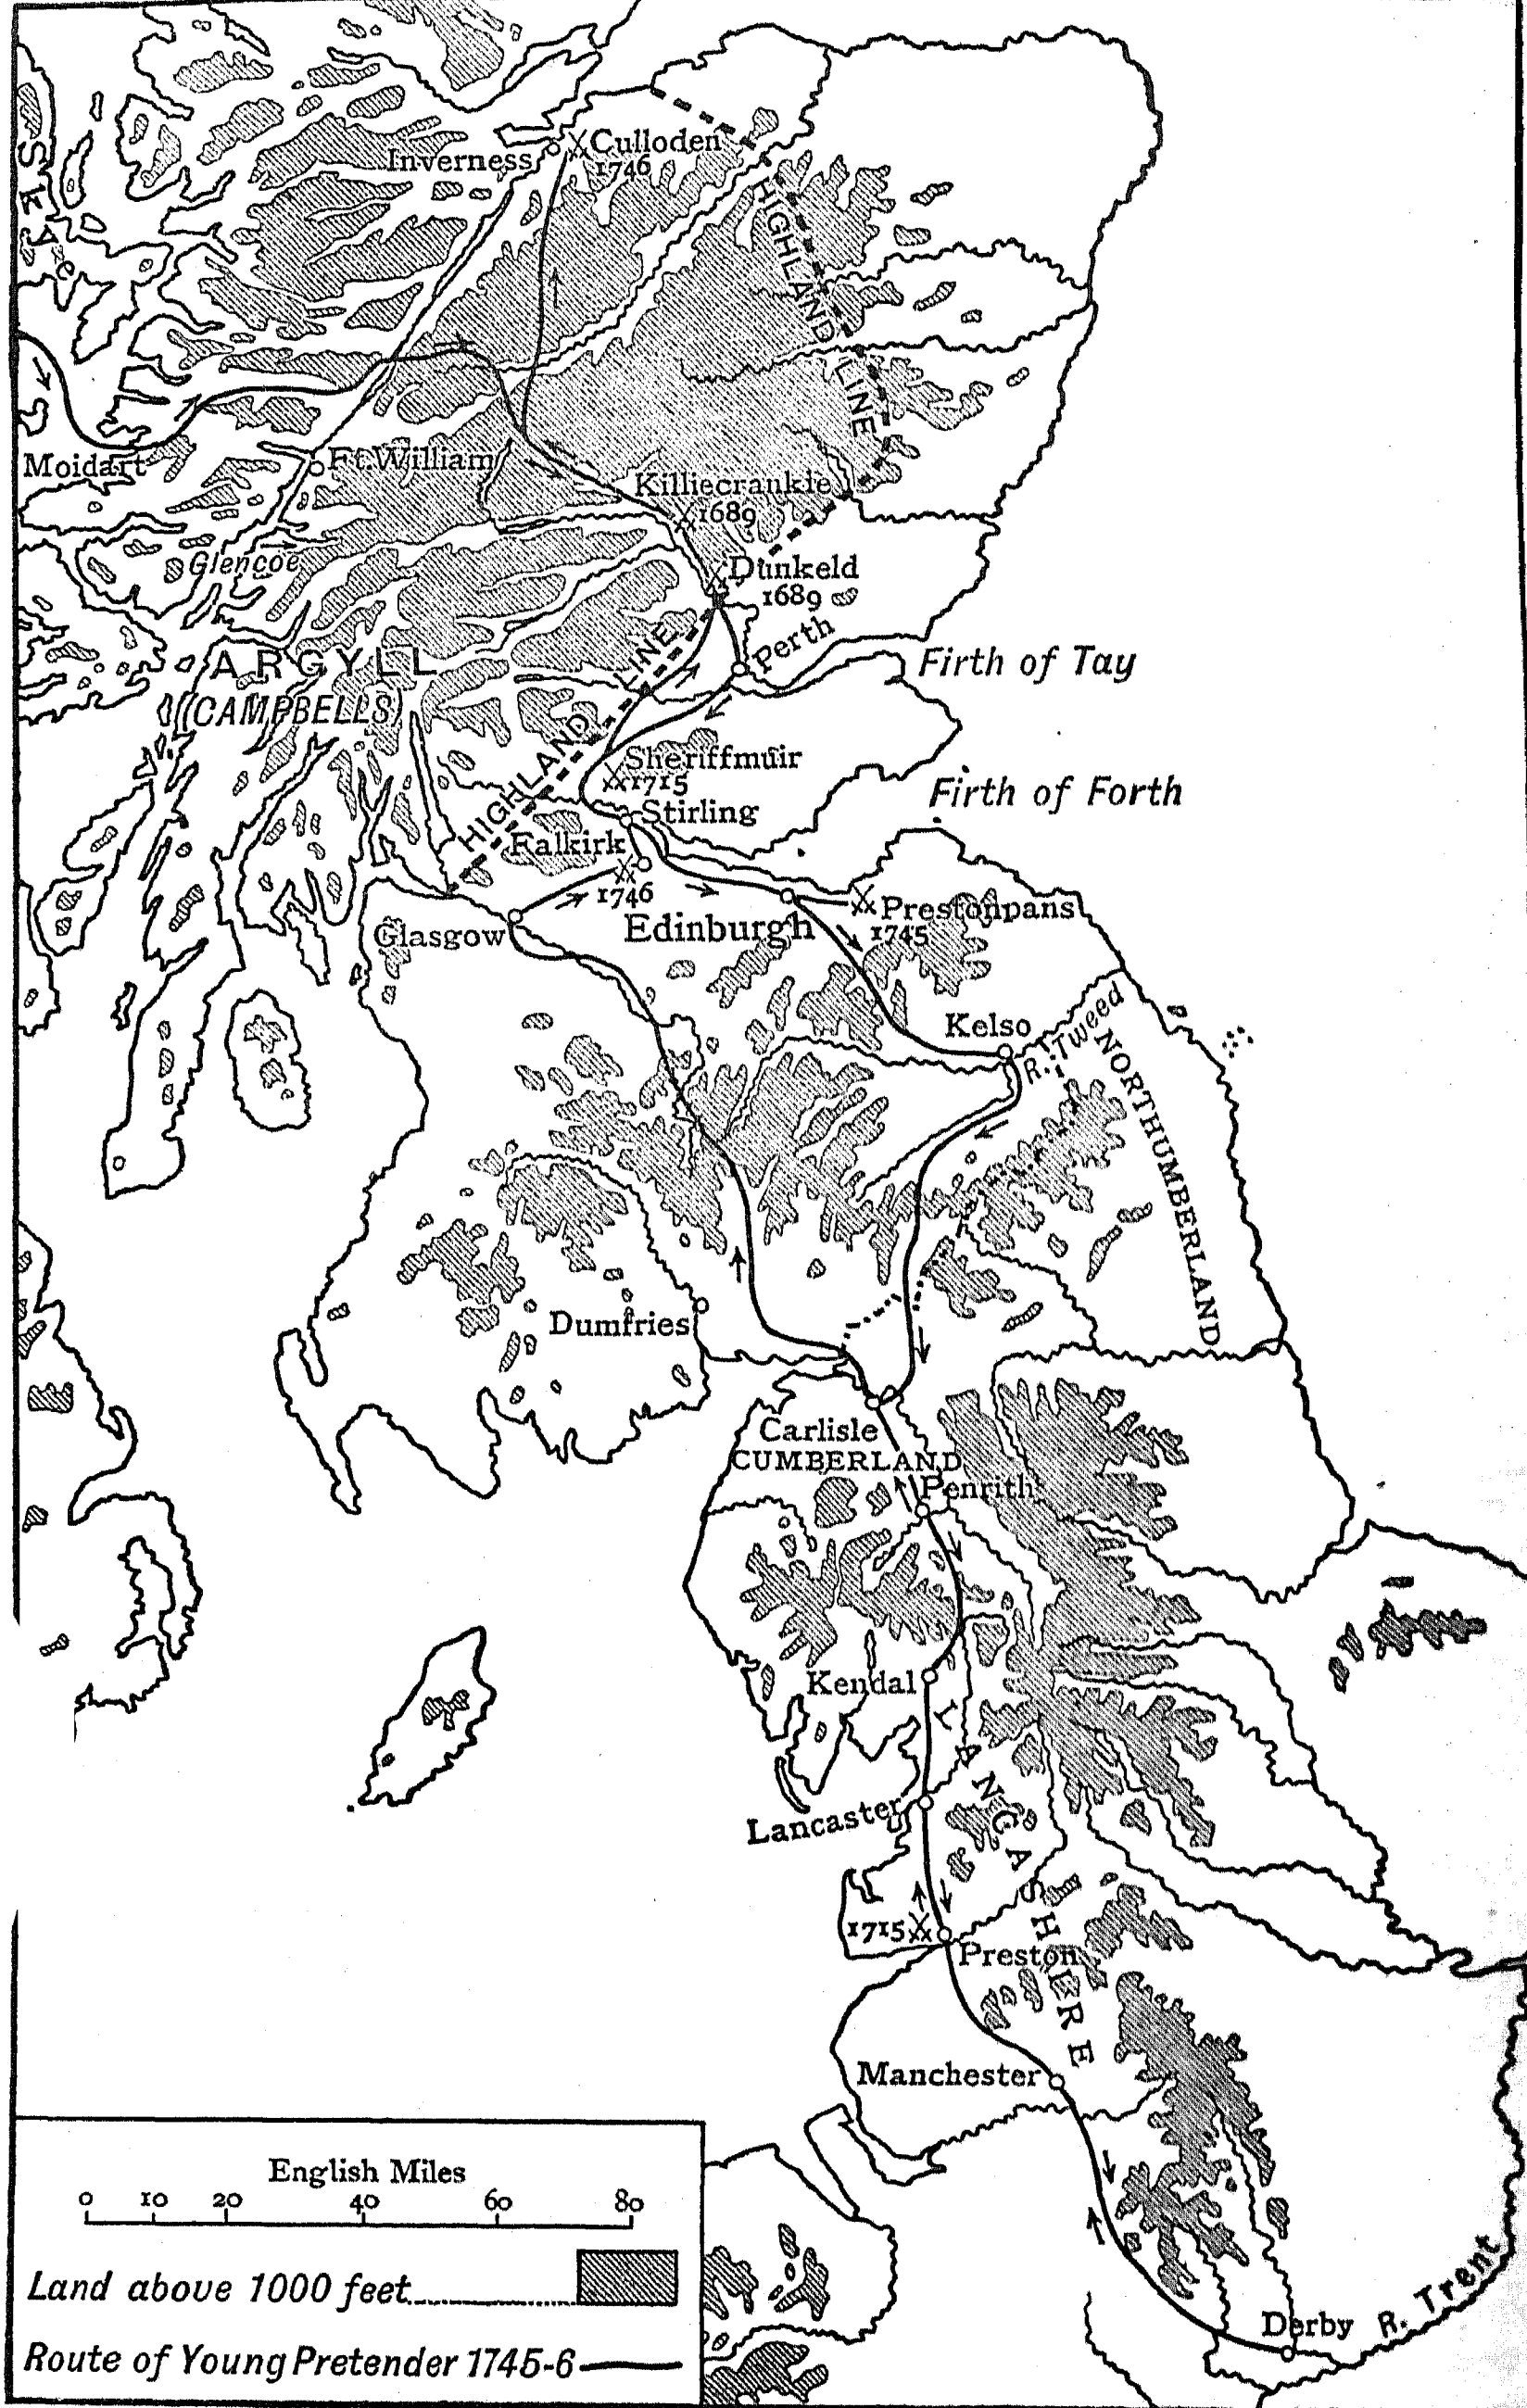 SKYE
Inverness
Culloden
1746
HIGHLAND LINE
Moidart
Ft. William
Killiecrankie
1689
Glencoe
Dunkeld
1689
Perth
ARGYLL
(CAMPBELLS)
Firth of Tay
HIGHLAND LINE
Sheriffmuir
1715
Stirling
Firth of Forth
Falkirk
1746
Glasgow
Edinburgh
Prestonpans
1745
Kelso
R. Tweed
NORTHUMBERLAND
Dumfries
Carlisle
CUMBERLAND
Penrith
Kendal
LANCASHIRE
Lancaster
1715
Preston
Manchester
Derby
R. Trent
English Miles
0 10 20 40 60 80
Land above 1000 feet
Route of Young Pretender 1745-6